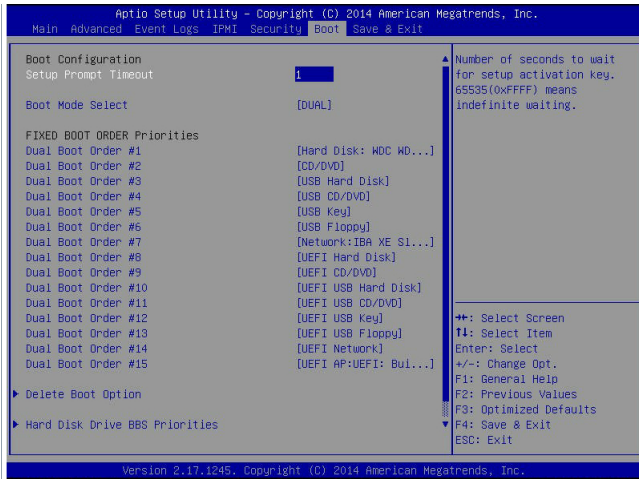 Aptio Setup Utility – Copyright (C) 2014 American Megatrends, Inc.
Main Advanced Event Logs IPMI Security Boot Save & Exit
Boot Configuration
Setup Prompt Timeout 1
Boot Mode Select [DUAL]
FIXED BOOT ORDER Priorities
Dual Boot Order #1 [Hard Disk: WDC WD...]
Dual Boot Order #2 [CD/DVD]
Dual Boot Order #3 [USB Hard Disk]
Dual Boot Order #4 [USB CD/DVD]
Dual Boot Order #5 [USB Key]
Dual Boot Order #6 [USB Floppy]
Dual Boot Order #7 [Network:IBA XE Sl...]
Dual Boot Order #8 [UEFI Hard Disk]
Dual Boot Order #9 [UEFI CD/DVD]
Dual Boot Order #10 [UEFI USB Hard Disk]
Dual Boot Order #11 [UEFI USB CD/DVD]
Dual Boot Order #12 [UEFI USB Key]
Dual Boot Order #13 [UEFI USB Floppy]
Dual Boot Order #14 [UEFI Network]
Dual Boot Order #15 [UEFI AP:UEFI: Bui...]
Delete Boot Option
Hard Disk Drive BBS Priorities
Number of seconds to wait
for setup activation key.
65535(0xFFFF) means
indefinite waiting.
→←: Select Screen
↑↓: Select Item
Enter: Select
+/-: Change Opt.
F1: General Help
F2: Previous Values
F3: Optimized Defaults
F4: Save & Exit
ESC: Exit
Version 2.17.1245. Copyright (C) 2014 American Megatrends, Inc.